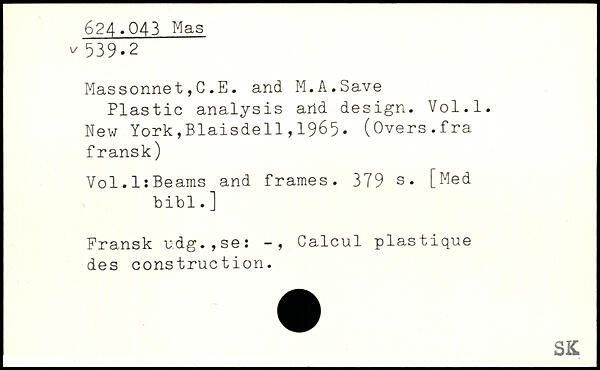 624.043 Mas
v 539.2
Massonnet,C.E. and M.A.Save
Plastic analysis and design. Vol.1.
New York,Blaisdell,1965. (Overs.fra
fransk)
Vol.1:Beams and frames. 379 s. [Med
bibl.]
Fransk udg.,se: -, Calcul plastique
des construction.
SK